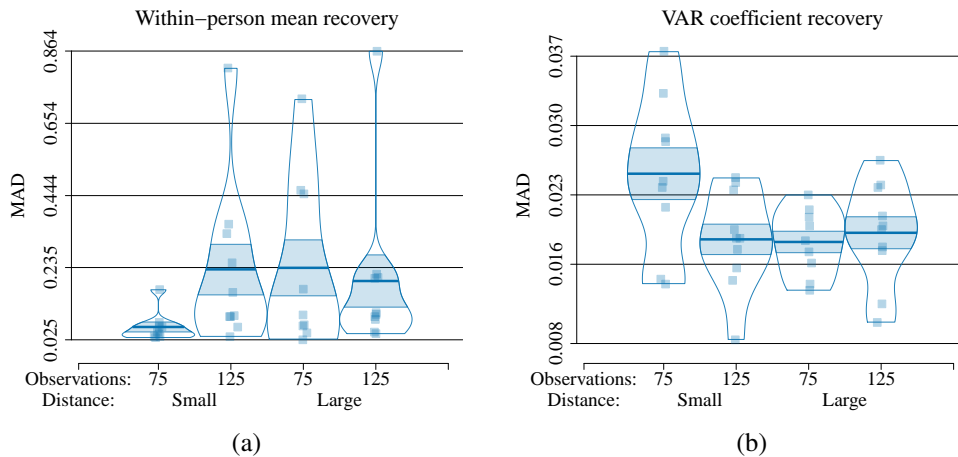 Within−person mean recovery
MAD
0.864
0.654
0.444
0.235
0.025
Observations: 75 125 75 125
Distance: Small Large
(a)
VAR coefficient recovery
MAD
0.037
0.030
0.023
0.016
0.008
Observations: 75 125 75 125
Distance: Small Large
(b)